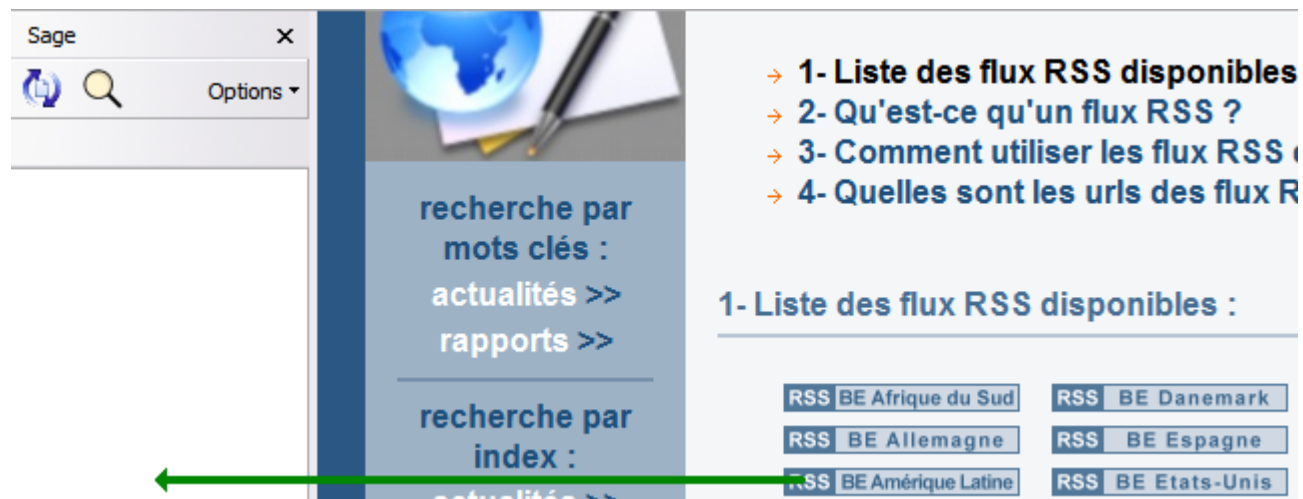 Sage
Options
recherche par
mots clés :
actualités >>
rapports >>
recherche par
index :
actualités >>
1- Liste des flux RSS disponibles
2- Qu'est-ce qu'un flux RSS ?
3- Comment utiliser les flux RSS
4- Quelles sont les urls des flux
1- Liste des flux RSS disponibles :
RSS BE Afrique du Sud
RSS BE Danemark
RSS BE Allemagne
RSS BE Espagne
RSS BE Amérique Latine
RSS BE Etats-Unis